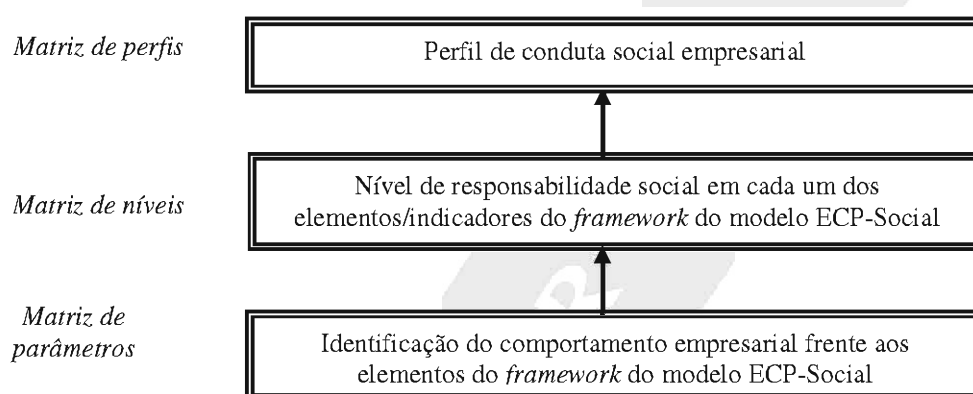 Matriz de perfis
Perfil de conduta social empresarial
Matriz de níveis
Nível de responsabilidade social em cada um dos
elementos/indicadores do framework do modelo ECP-Social
Matriz de
parâmetros
Identificação do comportamento empresarial frente aos
elementos do framework do modelo ECP-Social